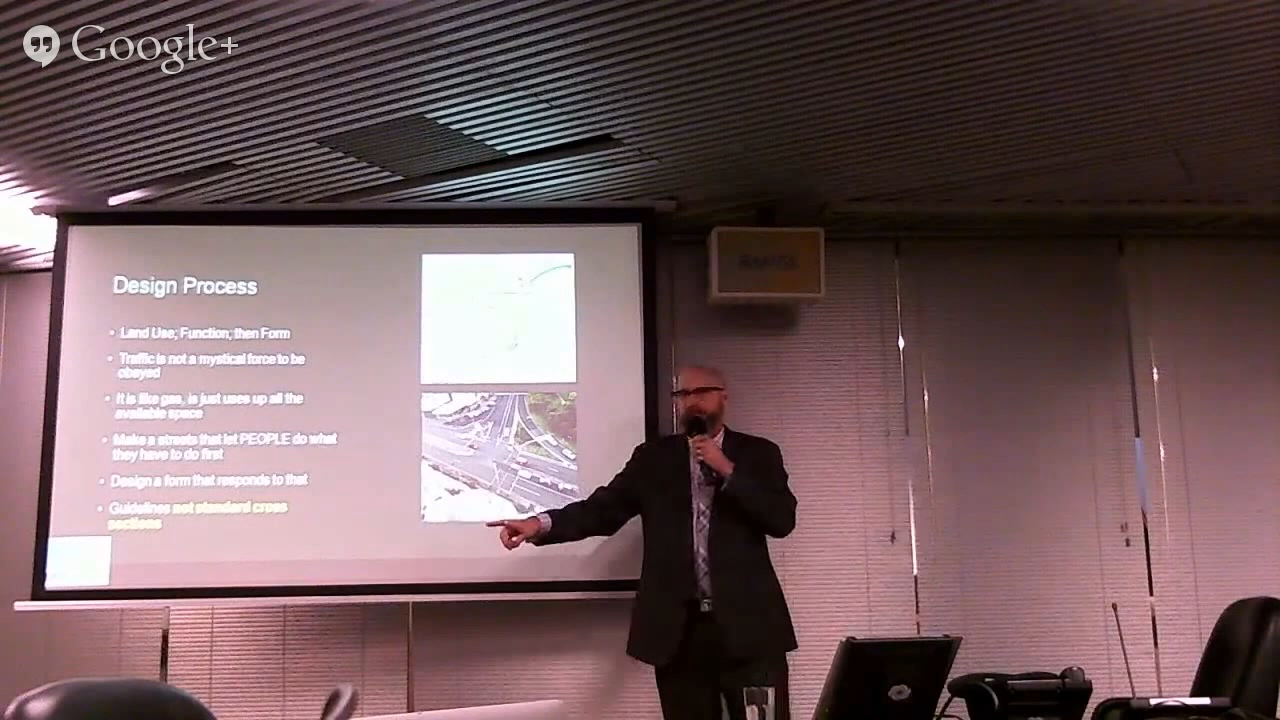 Google+
Design Process
• Land Use; Function; then Form
• Traffic is not a mystical force to be
obeyed
• It is like gas, is just uses up all the
available space
• Make a streets that let PEOPLE do what
they have to do first
• Design a form that responds to that
• Guidelines not standard cross
sections